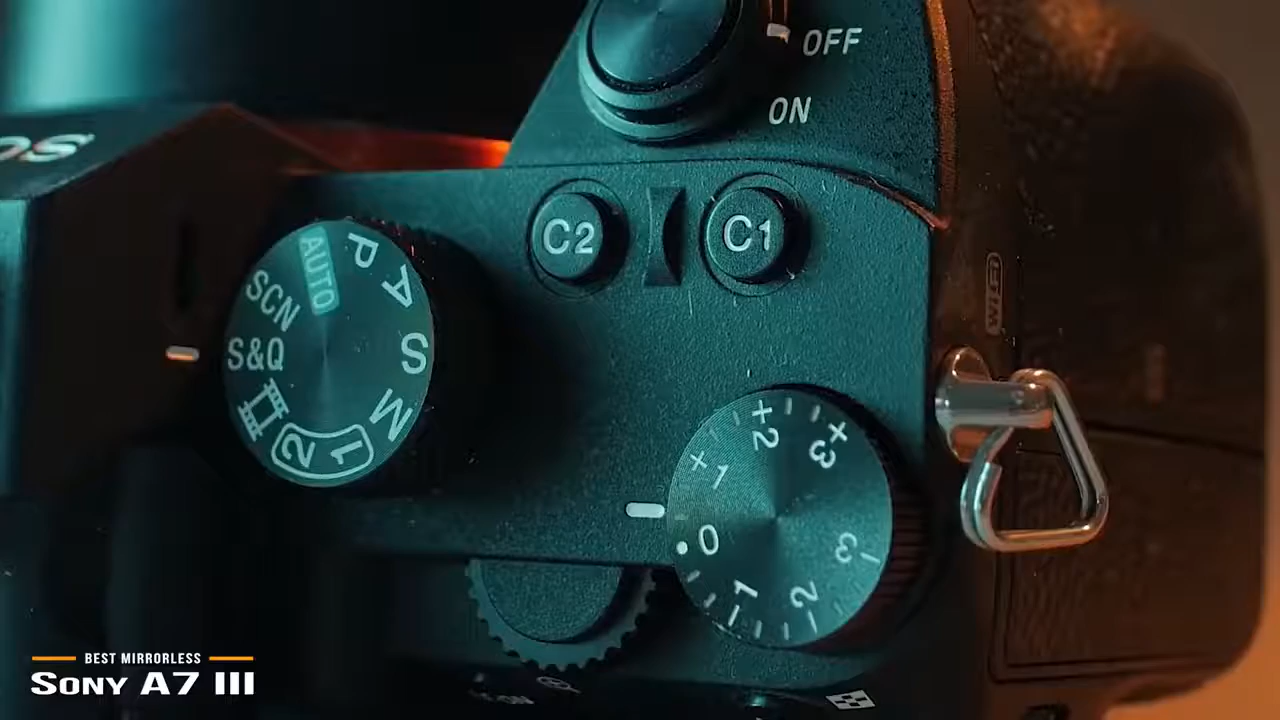 OFF
ON
C2
C1
AUTO
P
A
S
M
1
2
S&Q
SCN
+3
+2
+1
0
1
2
3
BEST MIRRORLESS
SONY A7 III